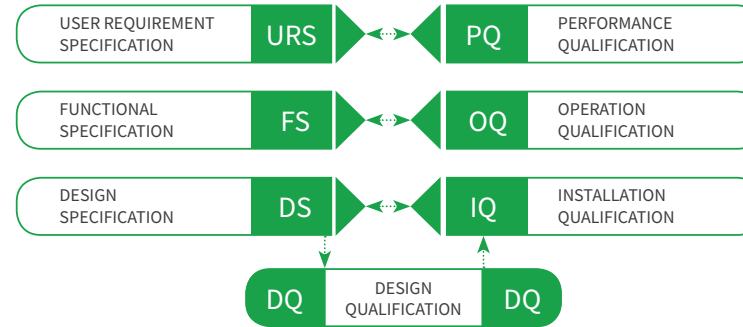 USER REQUIREMENT
SPECIFICATION
URS
PQ
PERFORMANCE
QUALIFICATION
FUNCTIONAL
SPECIFICATION
FS
OQ
OPERATION
QUALIFICATION
DESIGN
SPECIFICATION
DS
IQ
INSTALLATION
QUALIFICATION
DQ
DESIGN
QUALIFICATION
DQ